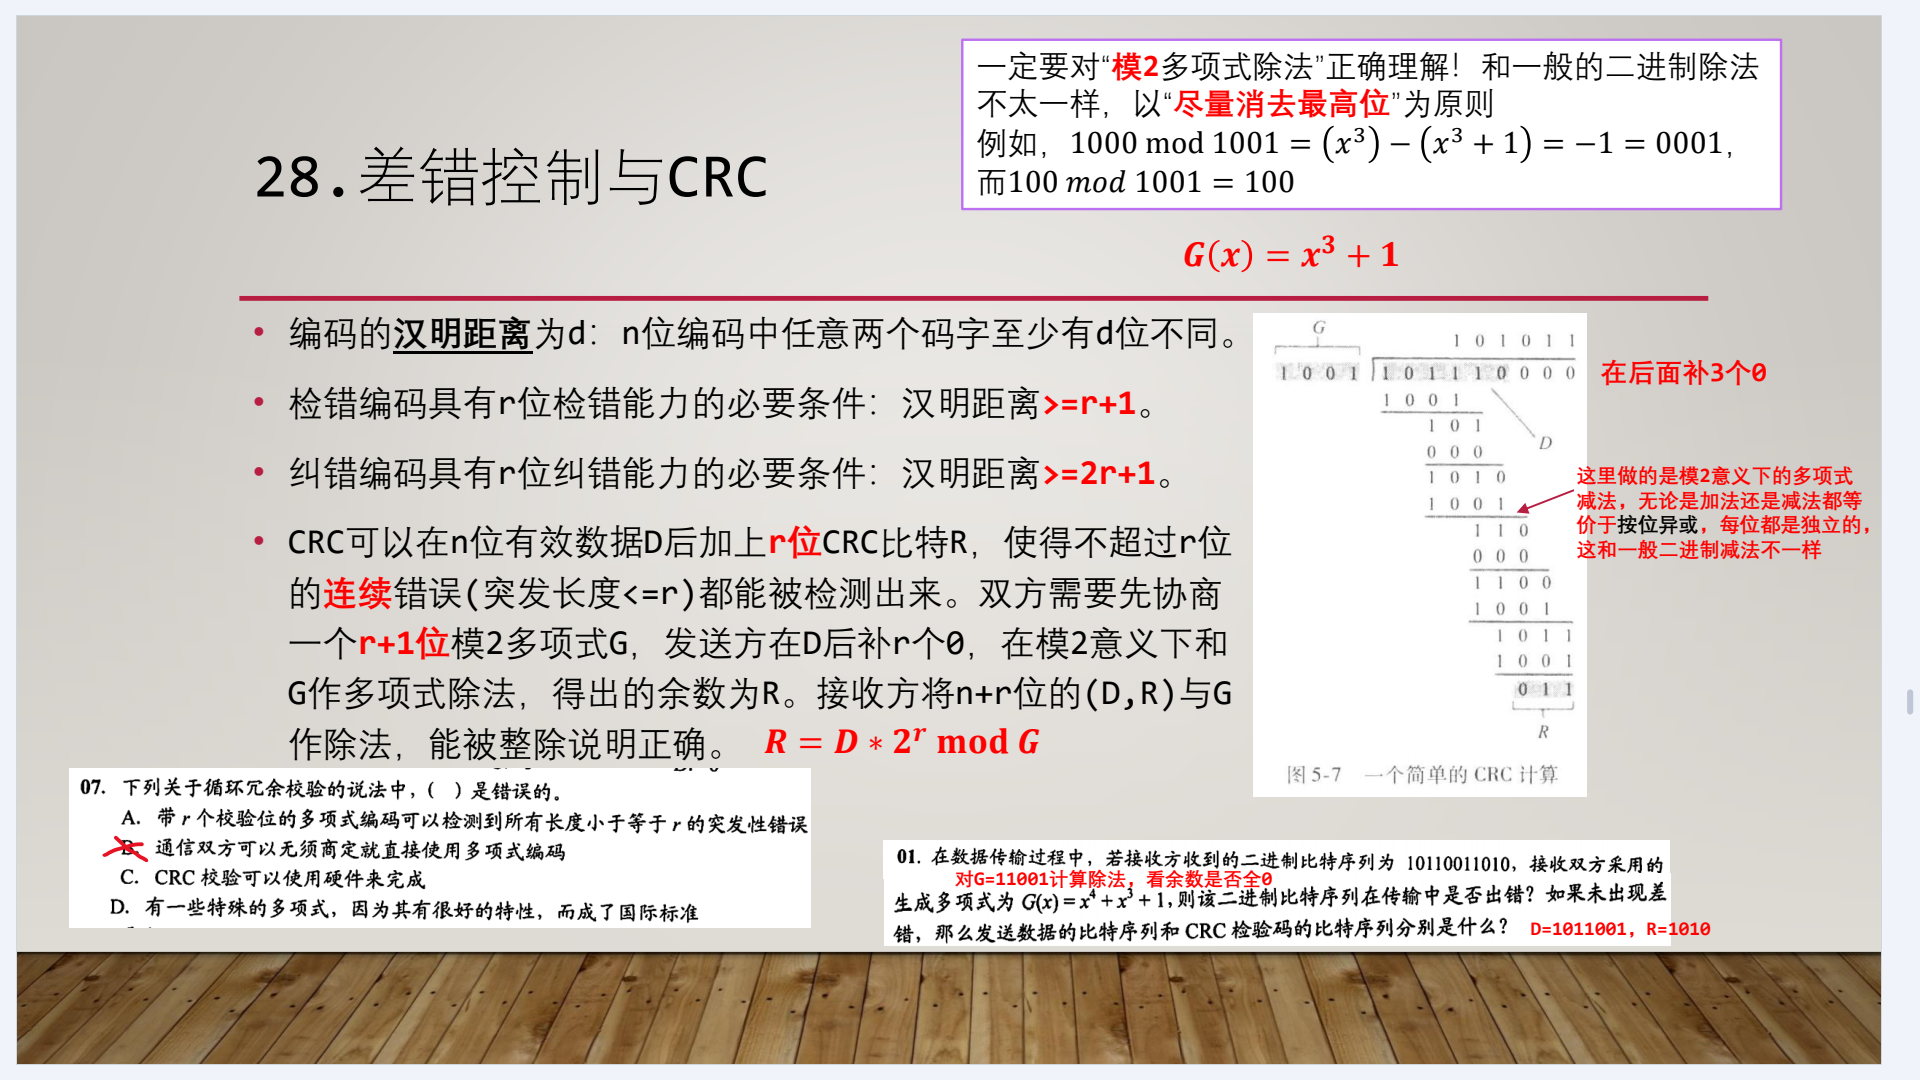 一定要对“模2多项式除法”正确理解！和一般的二进制除法
不太一样，以“尽量消去最高位”为原则
例如，1000 mod 1001 = (x³) − (x³ + 1) = −1 = 0001，
而100 mod 1001 = 100
28.差错控制与CRC
G(x) = x³ + 1
• 编码的汉明距离为d：n位编码中任意两个码字至少有d位不同。
• 检错编码具有r位检错能力的必要条件：汉明距离>=r+1。
• 纠错编码具有r位纠错能力的必要条件：汉明距离>=2r+1。
• CRC可以在n位有效数据D后加上r位CRC比特R，使得不超过r位
的连续错误(突发长度<=r)都能被检测出来。双方需要先协商
一个r+1位模2多项式G，发送方在D后补r个0，在模2意义下和
G作多项式除法，得出的余数为R。接收方将n+r位的(D,R)与G
作除法，能被整除说明正确。 R = D ∗ 2ʳ mod G
G
1 0 1 0 1 1
1 0 0 1 1 0 1 1 1 0 0 0 0
在后面补3个0
1 0 0 1
1 0 1
D
0 0 0
1 0 1 0
1 0 0 1
1 1 0
0 0 0
1 1 0 0
1 0 0 1
1 0 1 1
1 0 0 1
0 1 1
R
图 5-7 一个简单的 CRC 计算
这里做的是模2意义下的多项式
减法，无论是加法还是减法都等
价于按位异或，每位都是独立的，
这和一般二进制减法不一样
07. 下列关于循环冗余校验的说法中，( ) 是错误的。
A. 带 r 个校验位的多项式编码可以检测到所有长度小于等于 r 的突发性错误
B. 通信双方可以无须商定就直接使用多项式编码
C. CRC 校验可以使用硬件来完成
D. 有一些特殊的多项式，因为其有很好的特性，而成了国际标准
01. 在数据传输过程中，若接收方收到的二进制比特序列为 10110011010，接收双方采用的
对G=11001计算除法，看余数是否全0
生成多项式为 G(x) = x⁴ + x³ + 1，则该二进制比特序列在传输中是否出错？如果未出现差
错，那么发送数据的比特序列和 CRC 检验码的比特序列分别是什么？ D=1011001，R=1010